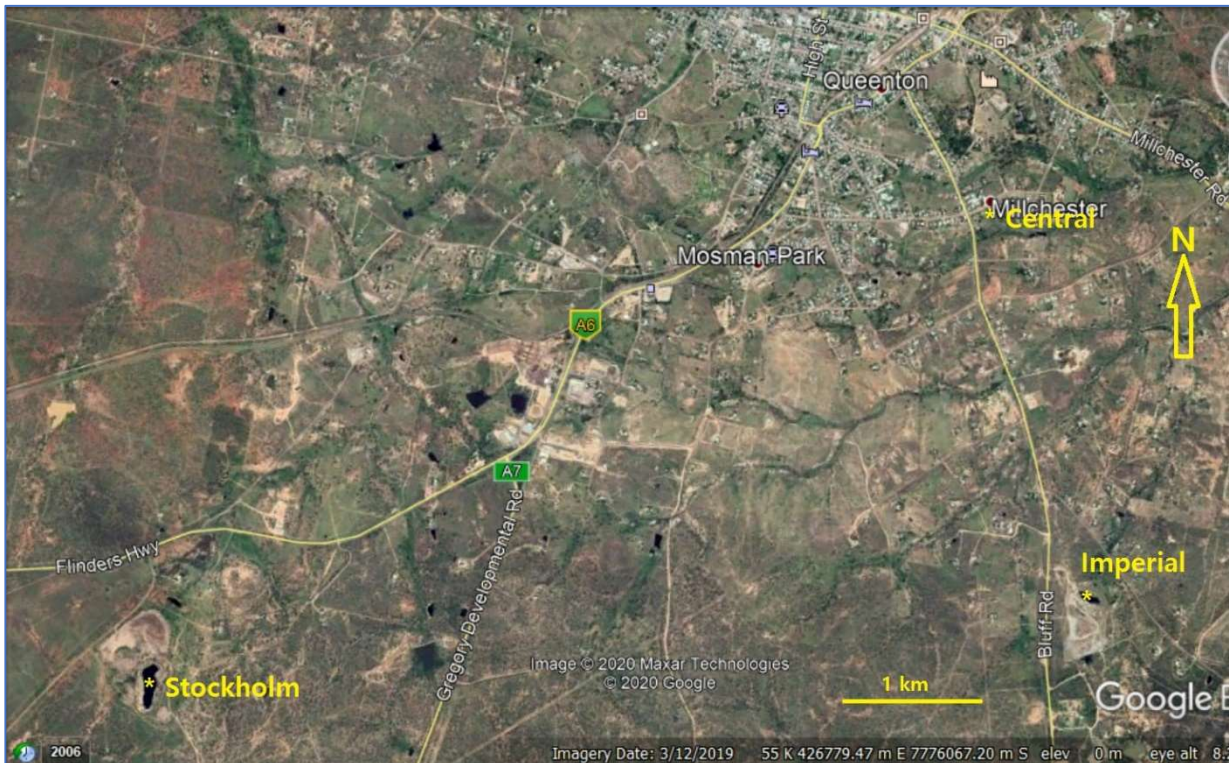 High St
Queenton
Millchester Rd
Millchester
* Central
Mosman Park
N
A6
A7
Flinders Hwy
Gregory Developmental Rd
Imperial
*
Bluff Rd
* Stockholm
Image © 2020 Maxar Technologies
© 2020 Google
1 km
Google
2006
Imagery Date: 3/12/2019 55 K 426779.47 m E 7776067.20 m S elev 0 m eye alt 8.